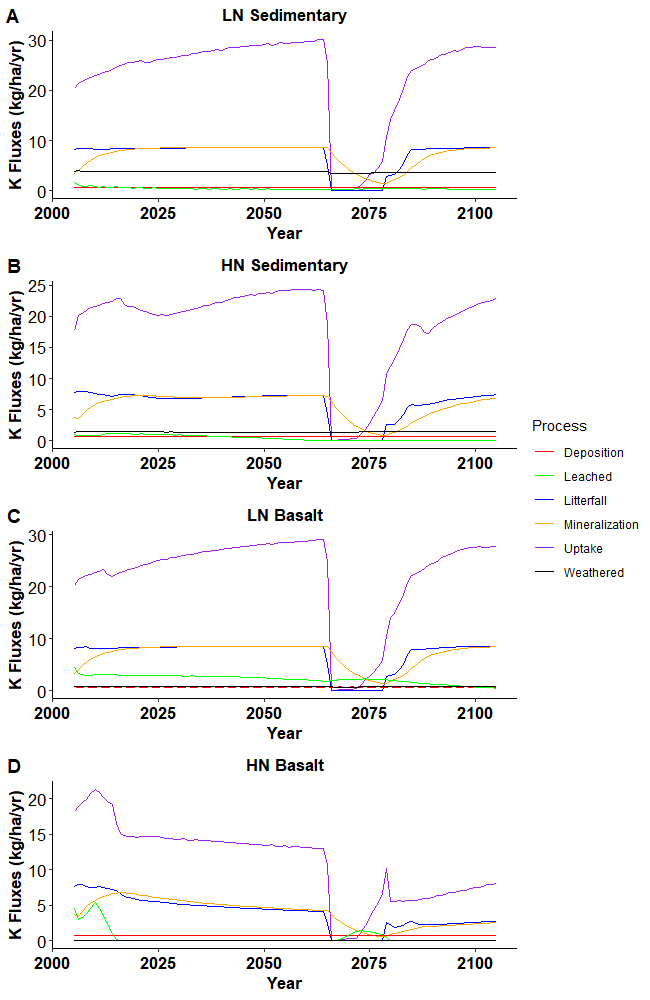 A
LN Sedimentary
K Fluxes (kg/ha/yr)
30
20
10
0
2000
2025
2050
2075
2100
Year
B
HN Sedimentary
K Fluxes (kg/ha/yr)
25
20
15
10
5
0
2000
2025
2050
2075
2100
Year
Process
Deposition
Leached
Litterfall
Mineralization
Uptake
Weathered
C
LN Basalt
K Fluxes (kg/ha/yr)
30
20
10
0
2000
2025
2050
2075
2100
Year
D
HN Basalt
K Fluxes (kg/ha/yr)
20
15
10
5
0
2000
2025
2050
2075
2100
Year